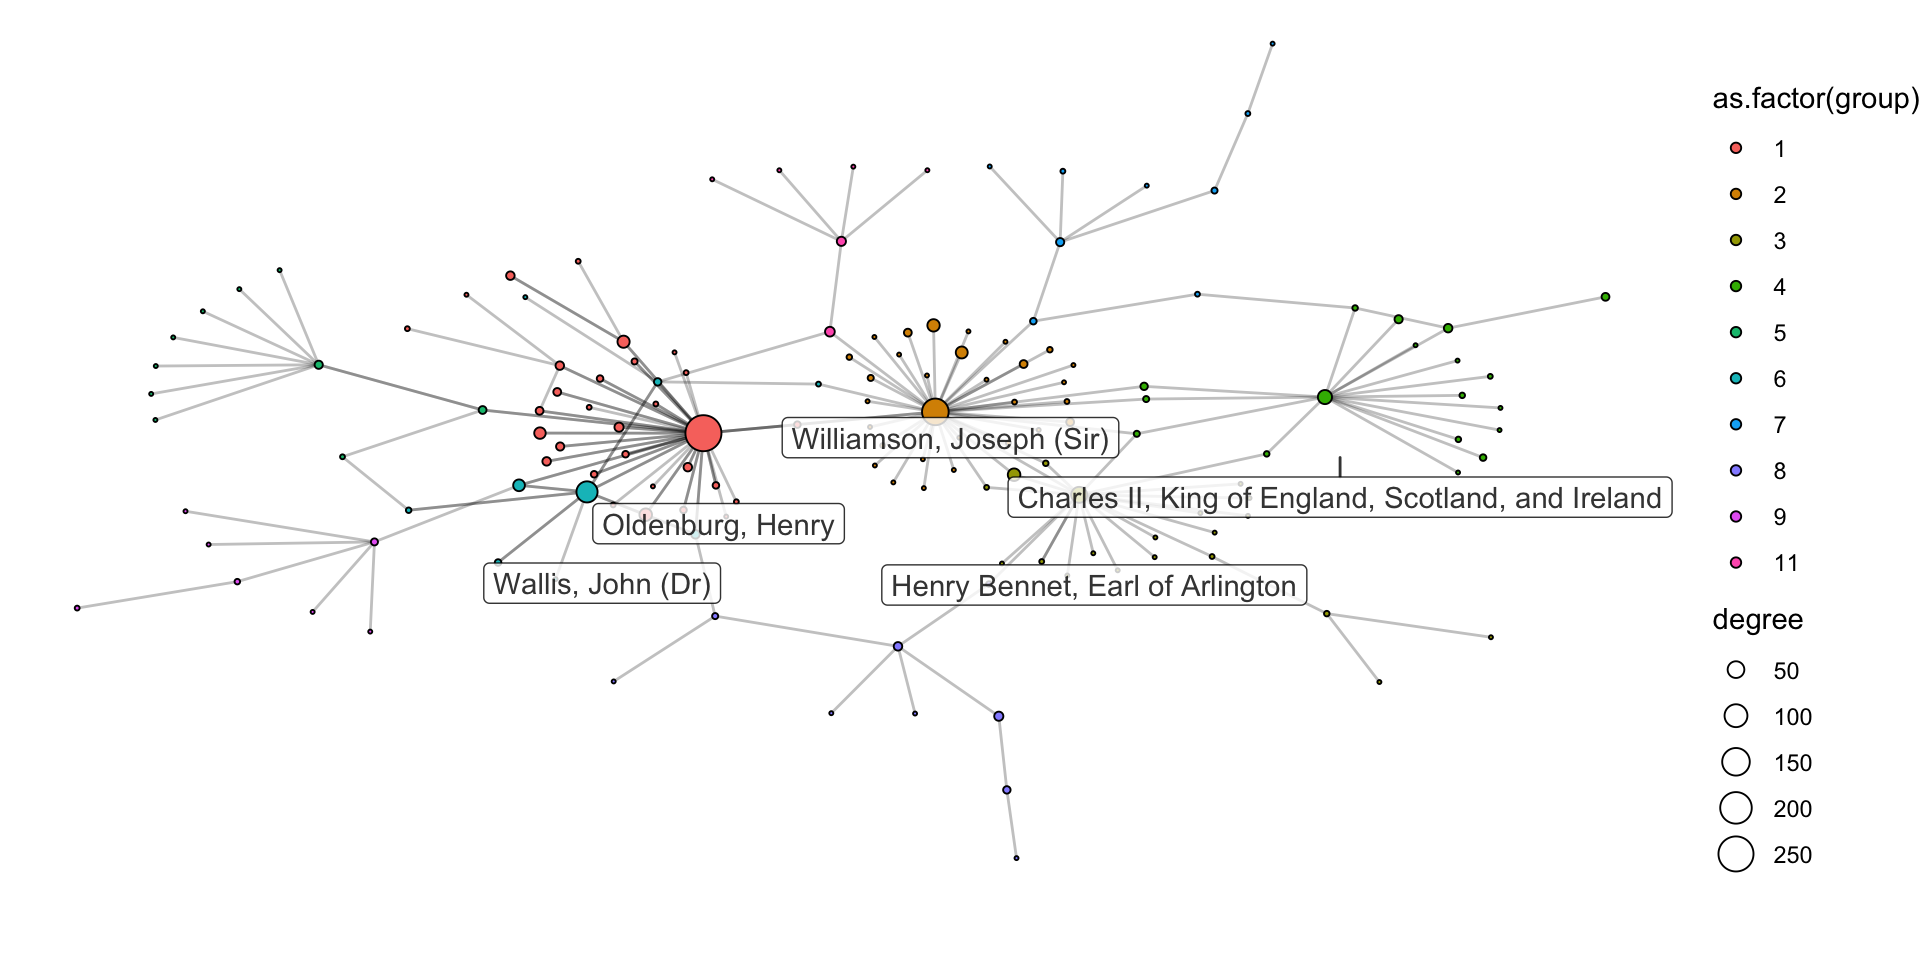 as.factor(group)
1
2
3
4
5
6
7
8
9
11
degree
50
100
150
200
250
Williamson, Joseph (Sir)
Charles II, King of England, Scotland, and Ireland
Oldenburg, Henry
Wallis, John (Dr)
Henry Bennet, Earl of Arlington